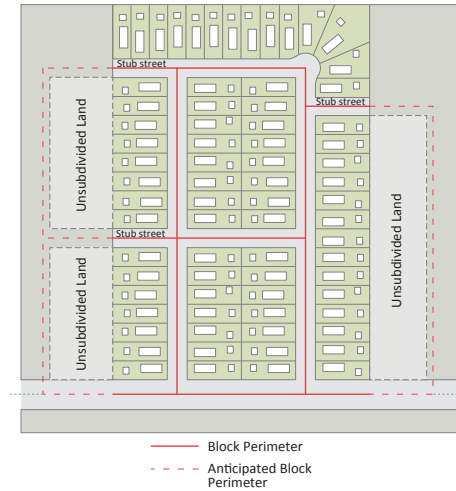 Stub street
Stub street
Unsubdivided Land
Unsubdivided Land
Stub street
Unsubdivided Land
Block Perimeter
Anticipated Block
Perimeter